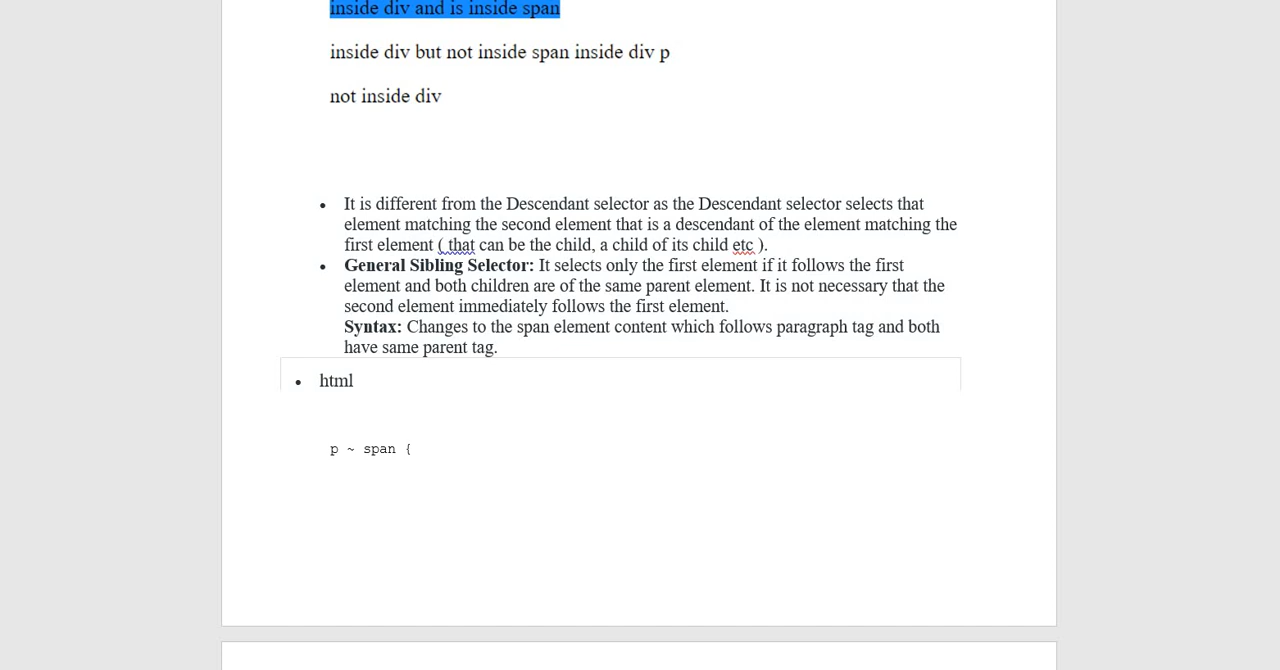 inside div and is inside span
inside div but not inside span inside div p
not inside div
• It is different from the Descendant selector as the Descendant selector selects that
element matching the second element that is a descendant of the element matching the
first element ( that can be the child, a child of its child etc ).
• General Sibling Selector: It selects only the first element if it follows the first
element and both children are of the same parent element. It is not necessary that the
second element immediately follows the first element.
Syntax: Changes to the span element content which follows paragraph tag and both
have same parent tag.
• html
p ~ span {